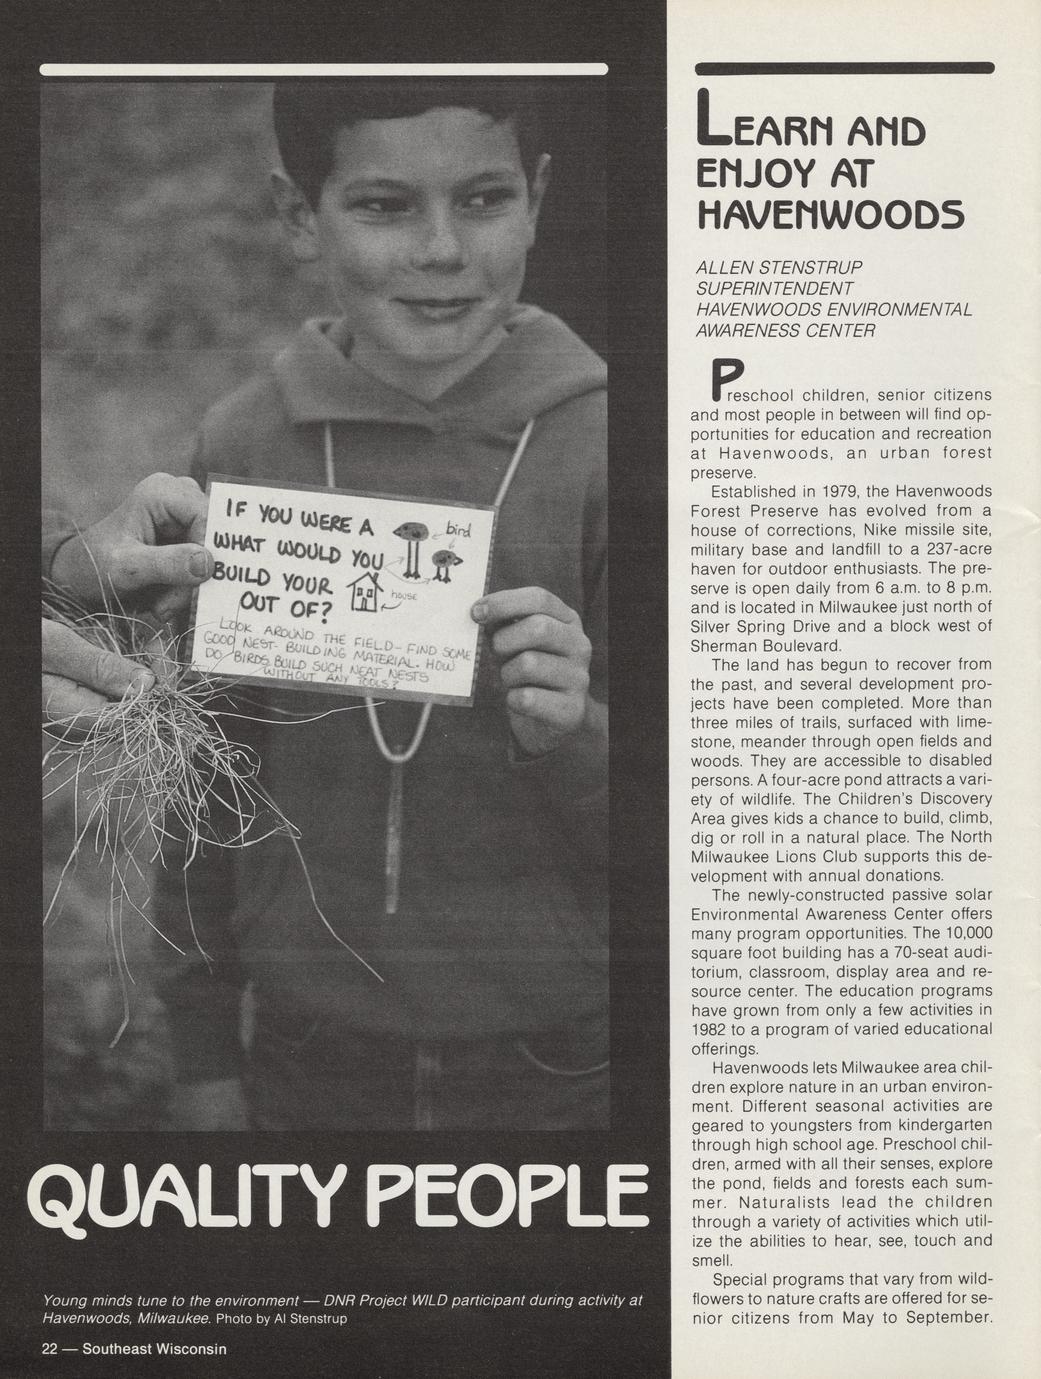 IF YOU WERE A
WHAT WOULD YOU
BUILD YOUR
OUT OF?
bird
house
LOOK AROUND THE FIELD - FIND SOME
GOOD NEST-BUILDING MATERIAL. HOW
DO BIRDS BUILD SUCH NEAT NESTS
WITHOUT ANY TOOLS?
QUALITY PEOPLE
Young minds tune to the environment — DNR Project WILD participant during activity at
Havenwoods, Milwaukee. Photo by Al Stenstrup
22 — Southeast Wisconsin
LEARN AND
ENJOY AT
HAVENWOODS
ALLEN STENSTRUP
SUPERINTENDENT
HAVENWOODS ENVIRONMENTAL
AWARENESS CENTER
Preschool children, senior citizens
and most people in between will find op-
portunities for education and recreation
at Havenwoods, an urban forest
preserve.
Established in 1979, the Havenwoods
Forest Preserve has evolved from a
house of corrections, Nike missile site,
military base and landfill to a 237-acre
haven for outdoor enthusiasts. The pre-
serve is open daily from 6 a.m. to 8 p.m.
and is located in Milwaukee just north of
Silver Spring Drive and a block west of
Sherman Boulevard.
The land has begun to recover from
the past, and several development pro-
jects have been completed. More than
three miles of trails, surfaced with lime-
stone, meander through open fields and
woods. They are accessible to disabled
persons. A four-acre pond attracts a vari-
ety of wildlife. The Children's Discovery
Area gives kids a chance to build, climb,
dig or roll in a natural place. The North
Milwaukee Lions Club supports this de-
velopment with annual donations.
The newly-constructed passive solar
Environmental Awareness Center offers
many program opportunities. The 10,000
square foot building has a 70-seat audi-
torium, classroom, display area and re-
source center. The education programs
have grown from only a few activities in
1982 to a program of varied educational
offerings.
Havenwoods lets Milwaukee area chil-
dren explore nature in an urban environ-
ment. Different seasonal activities are
geared to youngsters from kindergarten
through high school age. Preschool chil-
dren, armed with all their senses, explore
the pond, fields and forests each sum-
mer. Naturalists lead the children
through a variety of activities which util-
ize the abilities to hear, see, touch and
smell.
Special programs that vary from wild-
flowers to nature crafts are offered for se-
nior citizens from May to September.